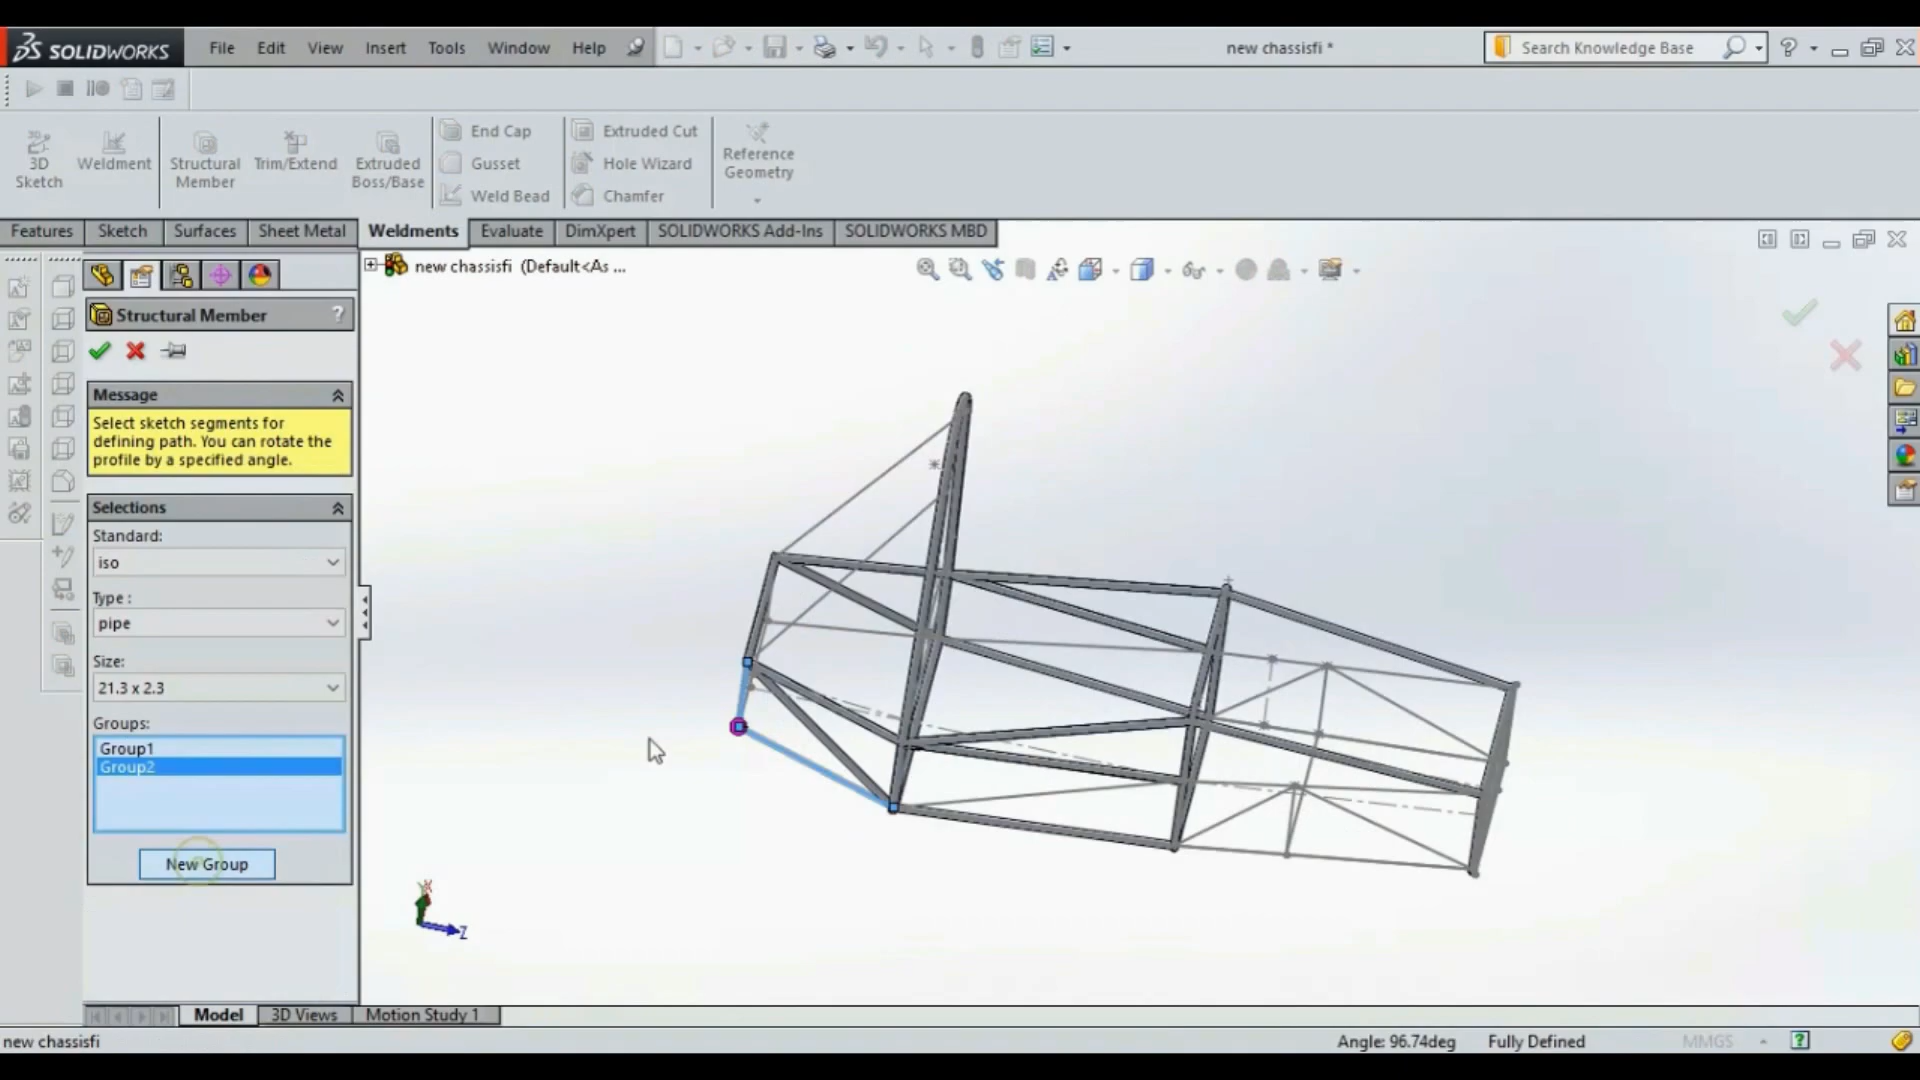 SOLIDWORKS File Edit View Insert Tools Window Help new chassisfi * Search Knowledge Base ?
3D Sketch
Weldment
Structural Member
Trim/Extend
Extruded Boss/Base
End Cap
Gusset
Weld Bead
Extruded Cut
Hole Wizard
Chamfer
Reference Geometry
Features Sketch Surfaces Sheet Metal Weldments Evaluate DimXpert SOLIDWORKS Add-Ins SOLIDWORKS MBD
new chassisfi (Default<As ...
Structural Member ?
Message
Select sketch segments for
defining path. You can rotate the
profile by a specified angle.
Selections
Standard:
iso
Type :
pipe
Size:
21.3 x 2.3
Groups:
Group1
Group2
New Group
Z
Model 3D Views Motion Study 1
new chassisfi Angle: 96.74deg Fully Defined MMGS ?